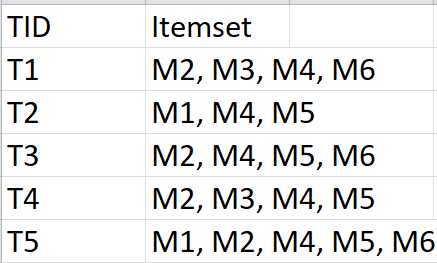 TID Itemset
T1 M2, M3, M4, M6
T2 M1, M4, M5
T3 M2, M4, M5, M6
T4 M2, M3, M4, M5
T5 M1, M2, M4, M5, M6